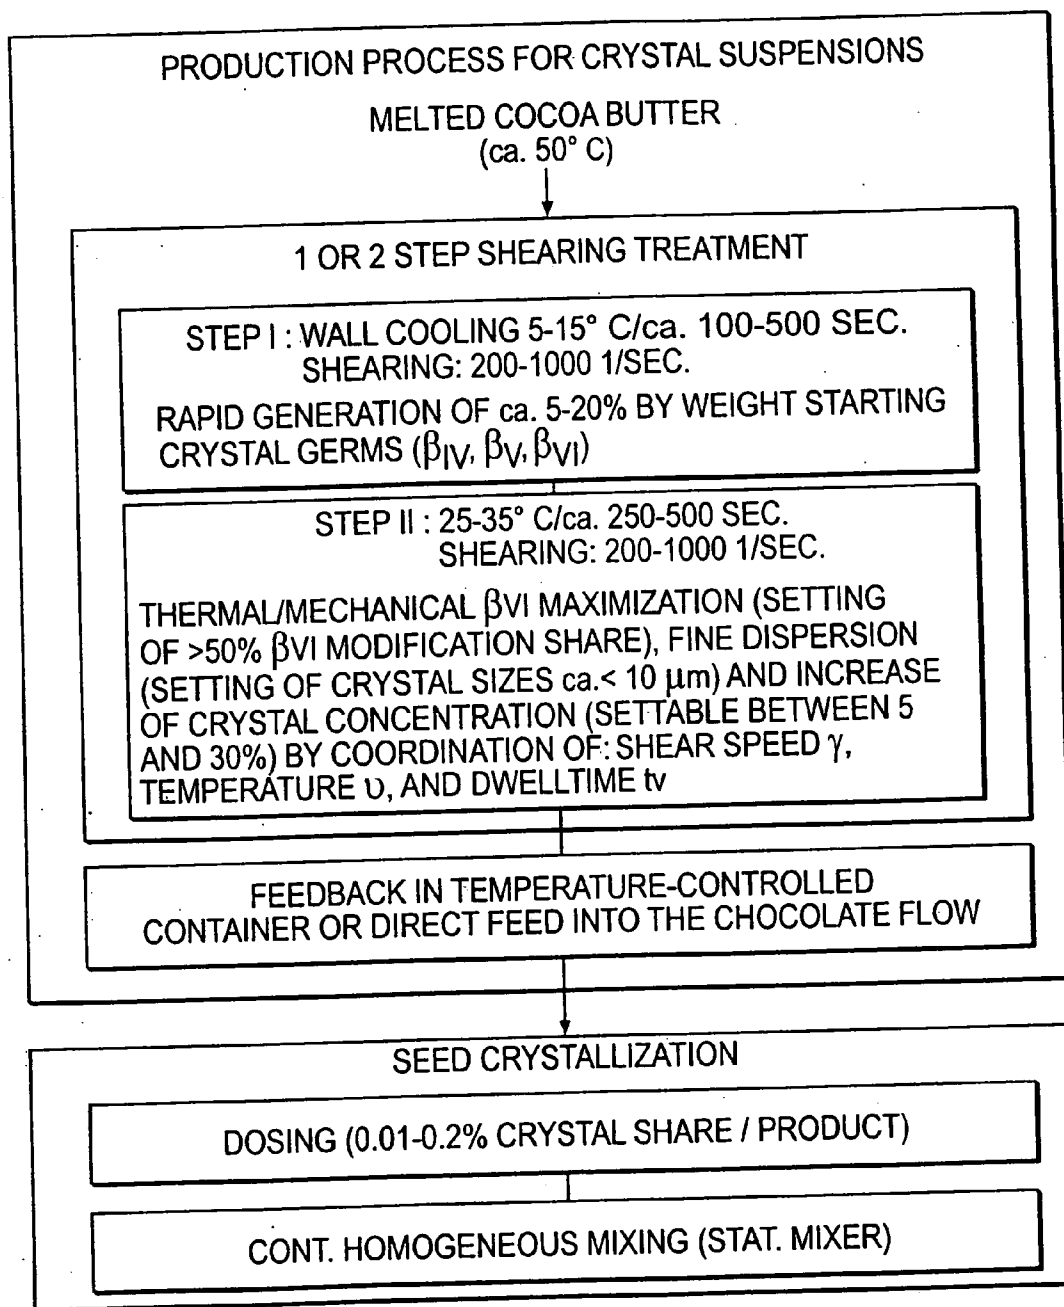 PRODUCTION PROCESS FOR CRYSTAL SUSPENSIONS
MELTED COCOA BUTTER
(ca. 50° C)
1 OR 2 STEP SHEARING TREATMENT
STEP I : WALL COOLING 5-15° C/ca. 100-500 SEC.
SHEARING: 200-1000 1/SEC.
RAPID GENERATION OF ca. 5-20% BY WEIGHT STARTING
CRYSTAL GERMS (βIV, βV, βVI)
STEP II : 25-35° C/ca. 250-500 SEC.
SHEARING: 200-1000 1/SEC.
THERMAL/MECHANICAL βVI MAXIMIZATION (SETTING
OF >50% βVI MODIFICATION SHARE), FINE DISPERSION
(SETTING OF CRYSTAL SIZES ca.< 10 μm) AND INCREASE
OF CRYSTAL CONCENTRATION (SETTABLE BETWEEN 5
AND 30%) BY COORDINATION OF: SHEAR SPEED γ,
TEMPERATURE υ, AND DWELLTIME tv
FEEDBACK IN TEMPERATURE-CONTROLLED
CONTAINER OR DIRECT FEED INTO THE CHOCOLATE FLOW
SEED CRYSTALLIZATION
DOSING (0.01-0.2% CRYSTAL SHARE / PRODUCT)
CONT. HOMOGENEOUS MIXING (STAT. MIXER)